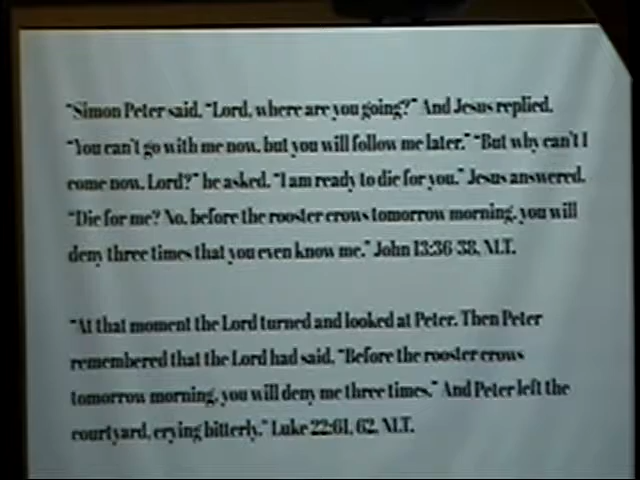 "Simon Peter said, "Lord, where are you going?" And Jesus replied,
"You can't go with me now, but you will follow me later." "But why can't I
come now, Lord?" he asked. "I am ready to die for you." Jesus answered,
"Die for me? No, before the rooster crows tomorrow morning, you will
deny three times that you even know me." John 13:36-38, NLT.
"At that moment the Lord turned and looked at Peter. Then Peter
remembered that the Lord had said, "Before the rooster crows
tomorrow morning, you will deny me three times." And Peter left the
courtyard, crying bitterly." Luke 22:61, 62, NLT.